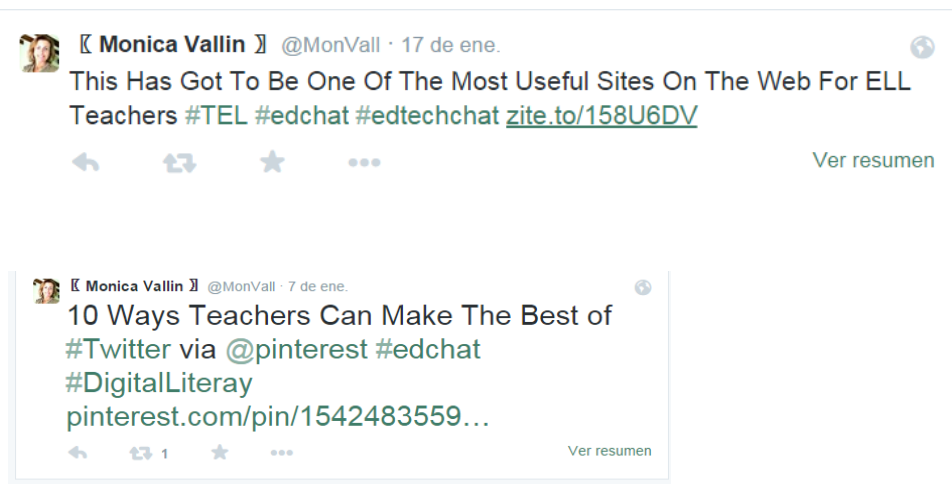 〖 Monica Vallin 〗 @MonVall · 17 de ene.
This Has Got To Be One Of The Most Useful Sites On The Web For ELL
Teachers #TEL #edchat #edtechchat zite.to/158U6DV
Ver resumen
〖 Monica Vallin 〗 @MonVall · 7 de ene.
10 Ways Teachers Can Make The Best of
#Twitter via @pinterest #edchat
#DigitalLiteray
pinterest.com/pin/1542483559…
1
Ver resumen